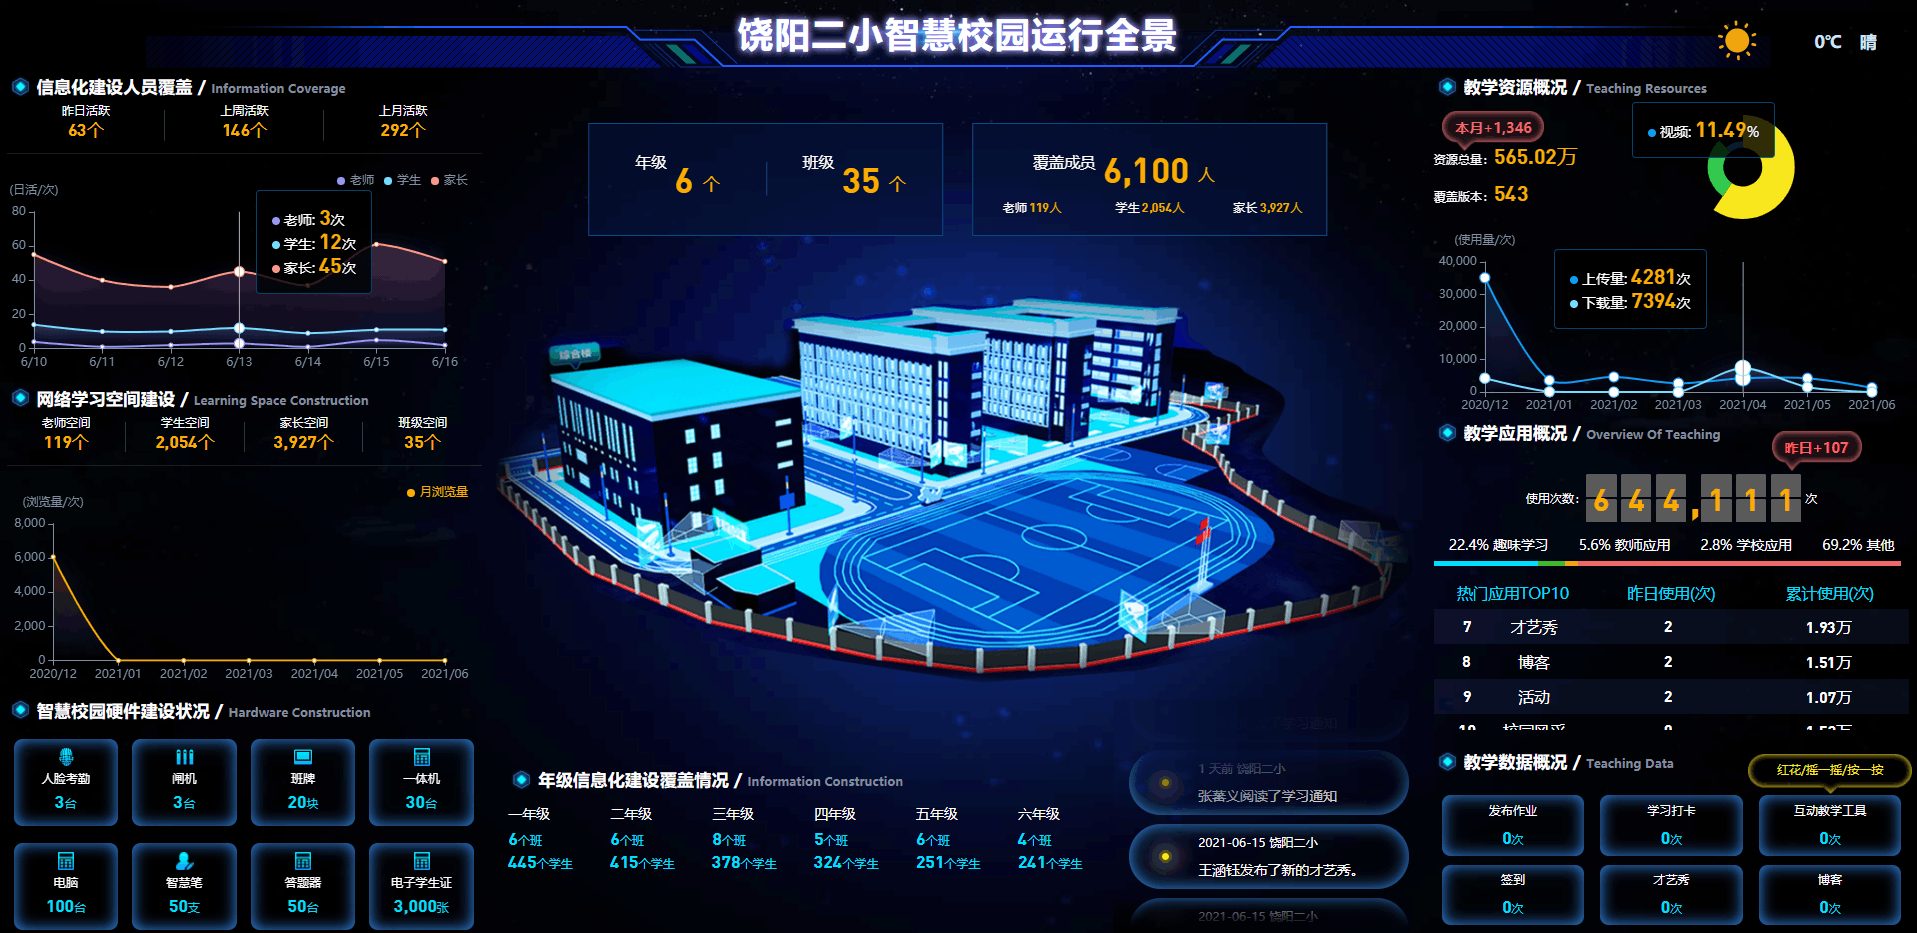 饶阳二小智慧校园运行全景
0℃ 晴
信息化建设人员覆盖 / Information Coverage
昨日活跃 上周活跃 上月活跃
63个 146个 292个
(日活/次)
老师 学生 家长
80
60
40
20
0
老师: 3次
学生: 12次
家长: 45次
6/10 6/11 6/12 6/13 6/14 6/15 6/16
网络学习空间建设 / Learning Space Construction
老师空间 学生空间 家长空间 班级空间
119个 2,054个 3,927个 35个
(浏览量/次)
月浏览量
8,000
6,000
4,000
2,000
0
2020/12 2021/01 2021/02 2021/03 2021/04 2021/05 2021/06
智慧校园硬件建设状况 / Hardware Construction
人脸考勤 闸机 班牌 一体机
3台 3台 20块 30台
电脑 智慧笔 答题器 电子学生证
100台 50支 50台 3,000张
年级 6 个 班级 35 个
覆盖成员 6,100 人
老师 119人 学生 2,054人 家长 3,927人
综合楼
年级信息化建设覆盖情况 / Information Construction
一年级 二年级 三年级 四年级 五年级 六年级
6个班 6个班 8个班 5个班 6个班 4个班
445个学生 415个学生 378个学生 324个学生 251个学生 241个学生
学习通知
1 天前 饶阳二小
张蕃义阅读了学习通知
2021-06-15 饶阳二小
王涵钰发布了新的才艺秀。
2021-06-15 饶阳二小
教学资源概况 / Teaching Resources
本月+1,346
资源总量: 565.02万
覆盖版本: 543
视频: 11.49%
(使用量/次)
40,000
30,000
20,000
10,000
0
上传量: 4281次
下载量: 7394次
2020/12 2021/01 2021/02 2021/03 2021/04 2021/05 2021/06
教学应用概况 / Overview Of Teaching
昨日+107
使用次数: 644,111 次
22.4% 趣味学习 5.6% 教师应用 2.8% 学校应用 69.2% 其他
热门应用TOP10 昨日使用(次) 累计使用(次)
7 才艺秀 2 1.93万
8 博客 2 1.51万
9 活动 2 1.07万
教学数据概况 / Teaching Data
红花/摇一摇/按一按
发布作业 学习打卡 互动教学工具
0次 0次 0次
签到 才艺秀 博客
0次 0次 0次